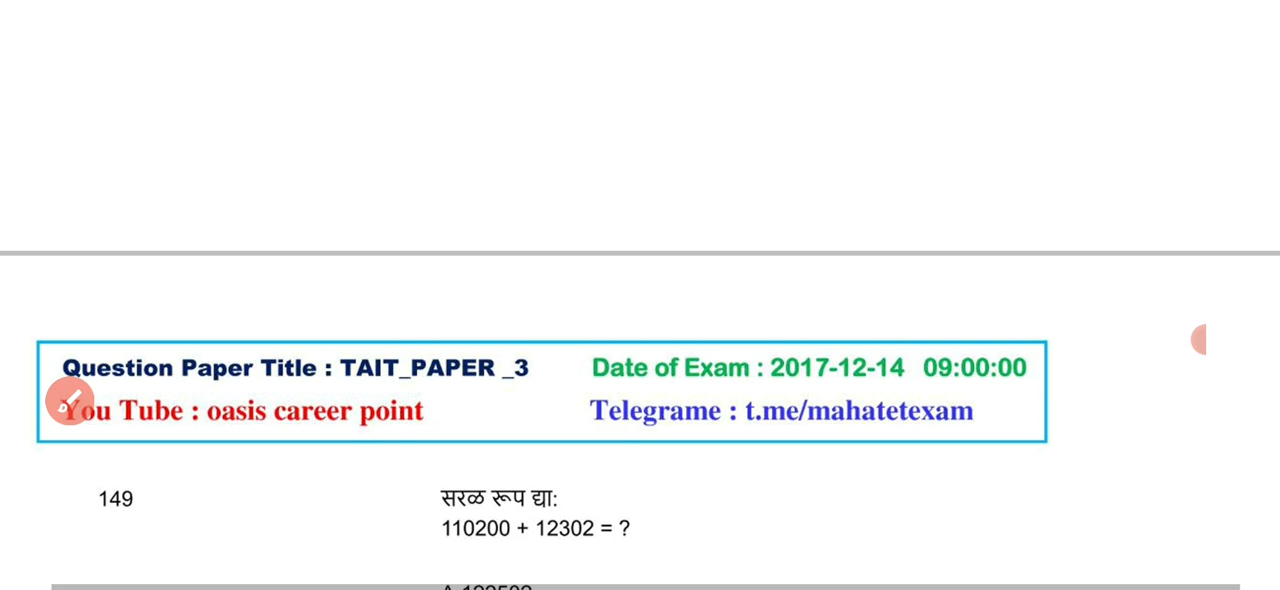 Question Paper Title : TAIT_PAPER _3 Date of Exam : 2017-12-14 09:00:00
You Tube : oasis career point Telegrame : t.me/mahatetexam
149 सरळ रूप द्या:
110200 + 12302 = ?